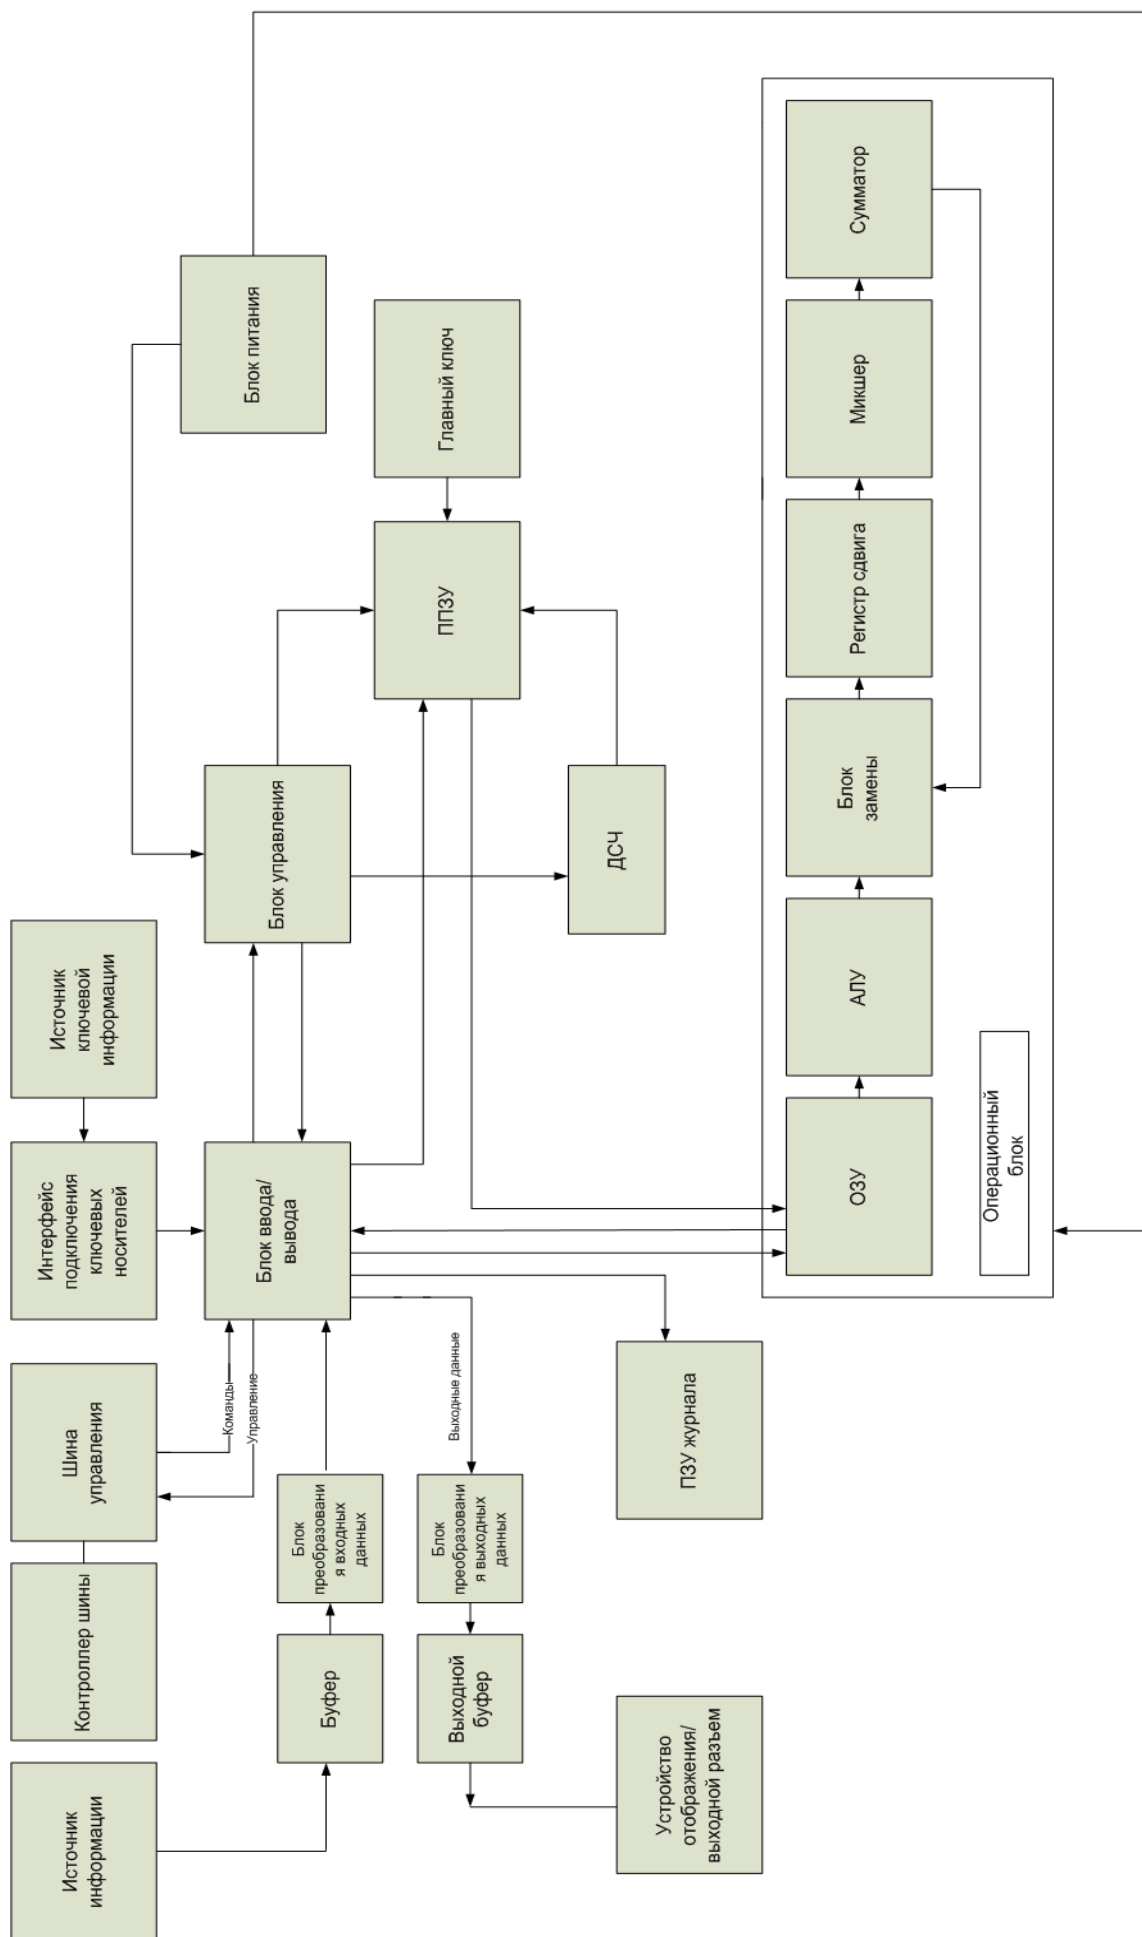 Источник
информации
Контроллер шины
Шина
управления
Интерфейс
подключения
ключевых
носителей
Источник
ключевой
информации
Команды
Управление
Буфер
Блок
преобразовани
я входных
данных
Блок ввода/
вывода
Блок управления
Блок питания
Выходной
буфер
Блок
преобразовани
я выходных
данных
Выходные данные
ППЗУ
Главный ключ
Устройство
отображения/
выходной разъем
ПЗУ журнала
ДСЧ
ОЗУ
АЛУ
Блок
замены
Регистр сдвига
Микшер
Сумматор
Операционный
блок